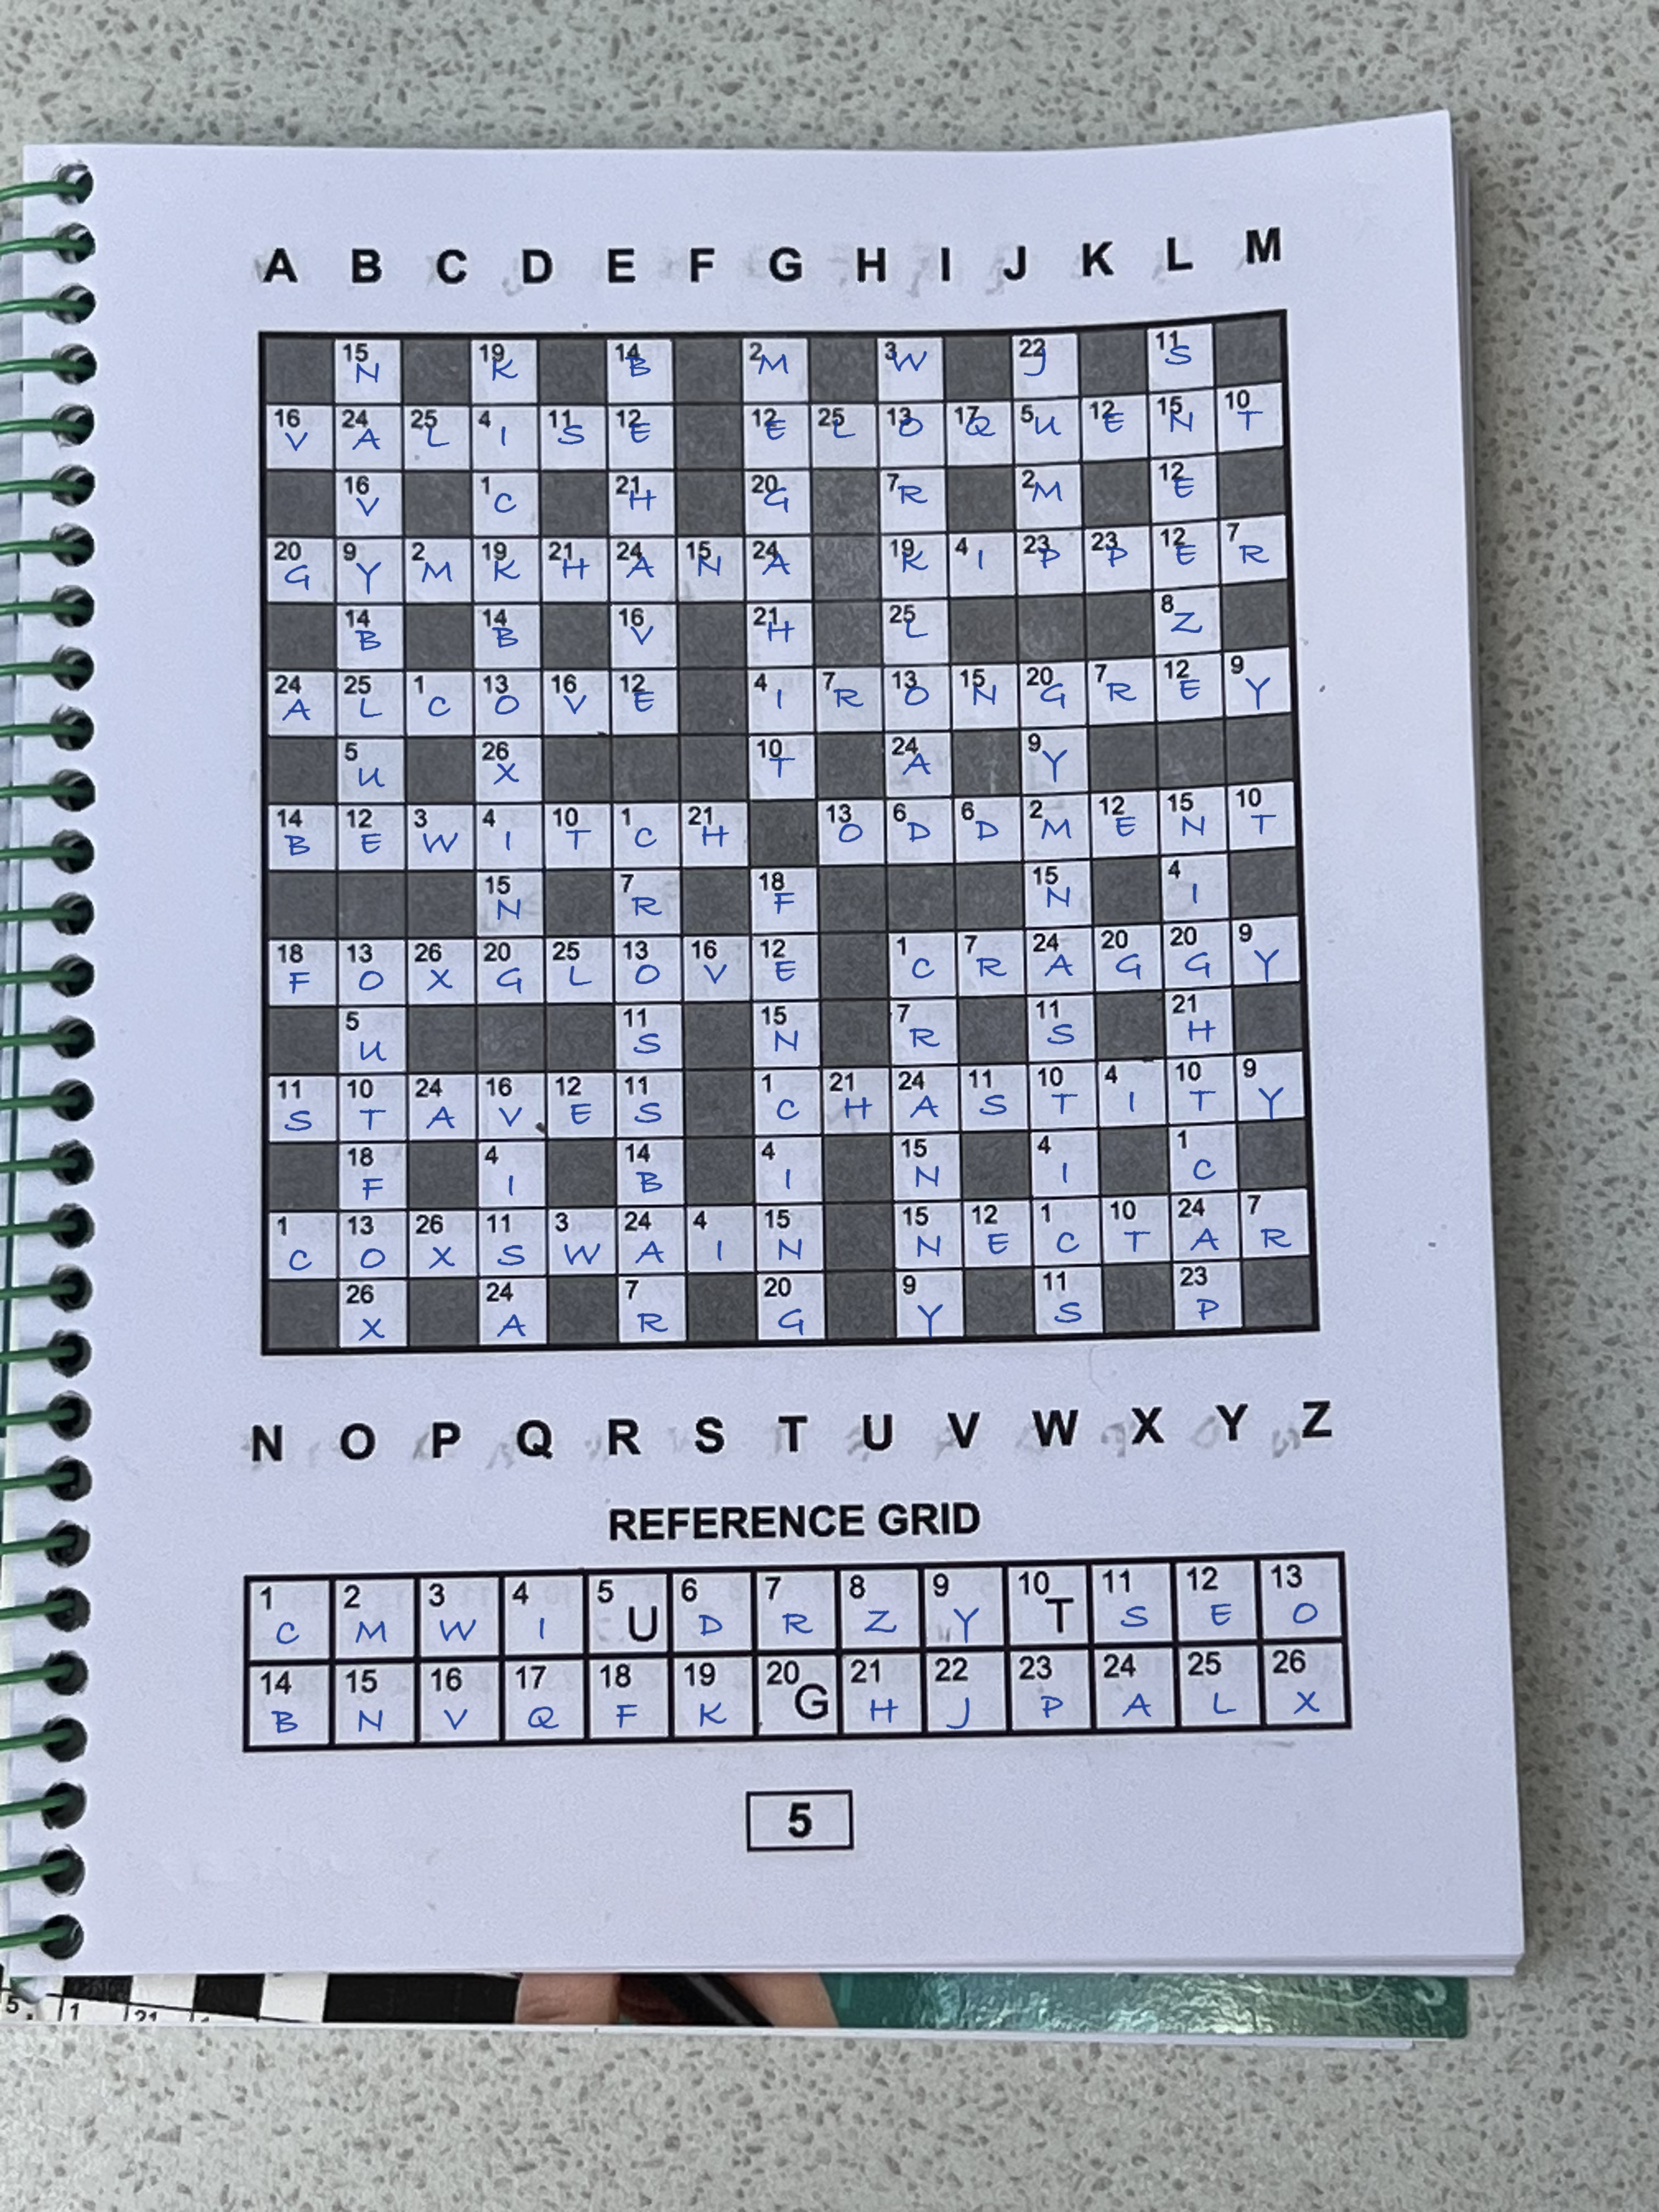 A B C D E F G H I J K L M
15 N 19 K 14 B 2 M 3 W 22 J 11 S
16 V 24 A 25 L 4 I 11 S 12 E 12 E 25 L 13 O 17 Q 5 U 12 E 15 N 10 T
16 V 1 C 21 H 20 G 7 R 2 M 12 E
20 G 9 Y 2 M 19 K 21 H 24 A 15 N 24 A 19 K 4 I 23 P 23 P 12 E 7 R
14 B 14 B 16 V 21 H 25 L 8 Z
24 A 25 L 1 C 13 O 16 V 12 E 4 I 7 R 13 O 15 N 20 G 7 R 12 E 9 Y
5 U 26 X 10 T 24 A 9 Y
14 B 12 E 3 W 4 I 10 T 1 C 21 H 13 O 6 D 6 D 2 M 12 E 15 N 10 T
15 N 7 R 18 F 15 N 4 I
18 F 13 O 26 X 20 G 25 L 13 O 16 V 12 E 1 C 7 R 24 A 20 G 20 G 9 Y
5 U 11 S 15 N 7 R 11 S 21 H
11 S 10 T 24 A 16 V 12 E 11 S 1 C 21 H 24 A 11 S 10 T 4 I 10 T 9 Y
18 F 4 I 14 B 4 I 15 N 4 I 1 C
1 C 13 O 26 X 11 S 3 W 24 A 4 I 15 N 15 N 12 E 1 C 10 T 24 A 7 R
26 X 24 A 7 R 20 G 9 Y 11 S 23 P
N O P Q R S T U V W X Y Z
REFERENCE GRID
1 C 2 M 3 W 4 I 5 U 6 D 7 R 8 Z 9 Y 10 T 11 S 12 E 13 O
14 B 15 N 16 V 17 Q 18 F 19 K 20 G 21 H 22 J 23 P 24 A 25 L 26 X
5
5 1 21